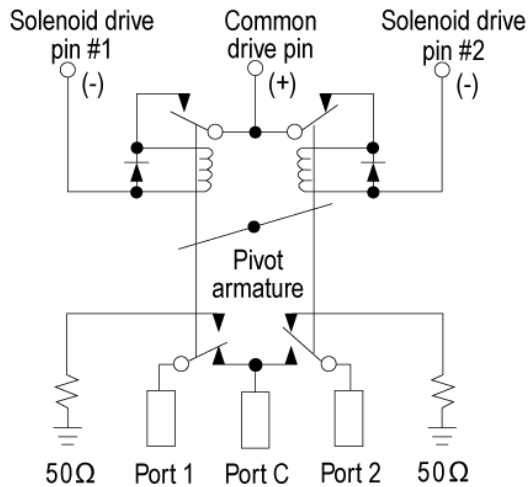 Solenoid drive
pin #1
(-)
Common
drive pin
(+)
Solenoid drive
pin #2
(-)
Pivot
armature
50Ω
Port 1
Port C
Port 2
50Ω